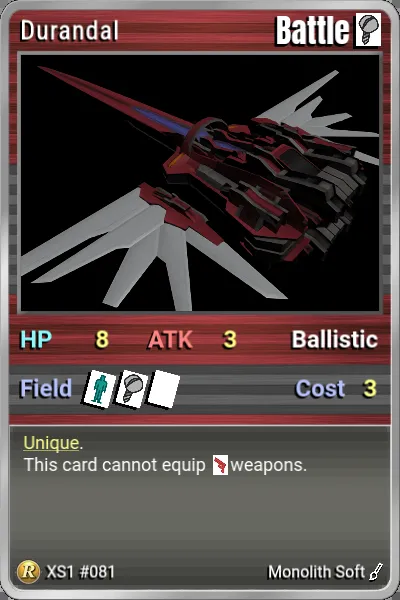 Durandal Battle
HP 8 ATK 3 Ballistic
Field Cost 3
Unique.
This card cannot equip weapons.
R XS1 #081 Monolith Soft